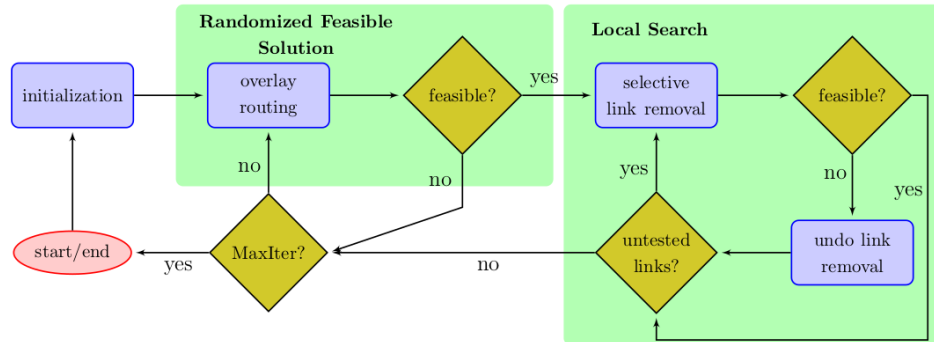 Randomized Feasible
Solution
Local Search
initialization
overlay
routing
feasible?
yes
selective
link removal
feasible?
no
no
yes
no
yes
start/end
yes
MaxIter?
no
untested
links?
undo link
removal